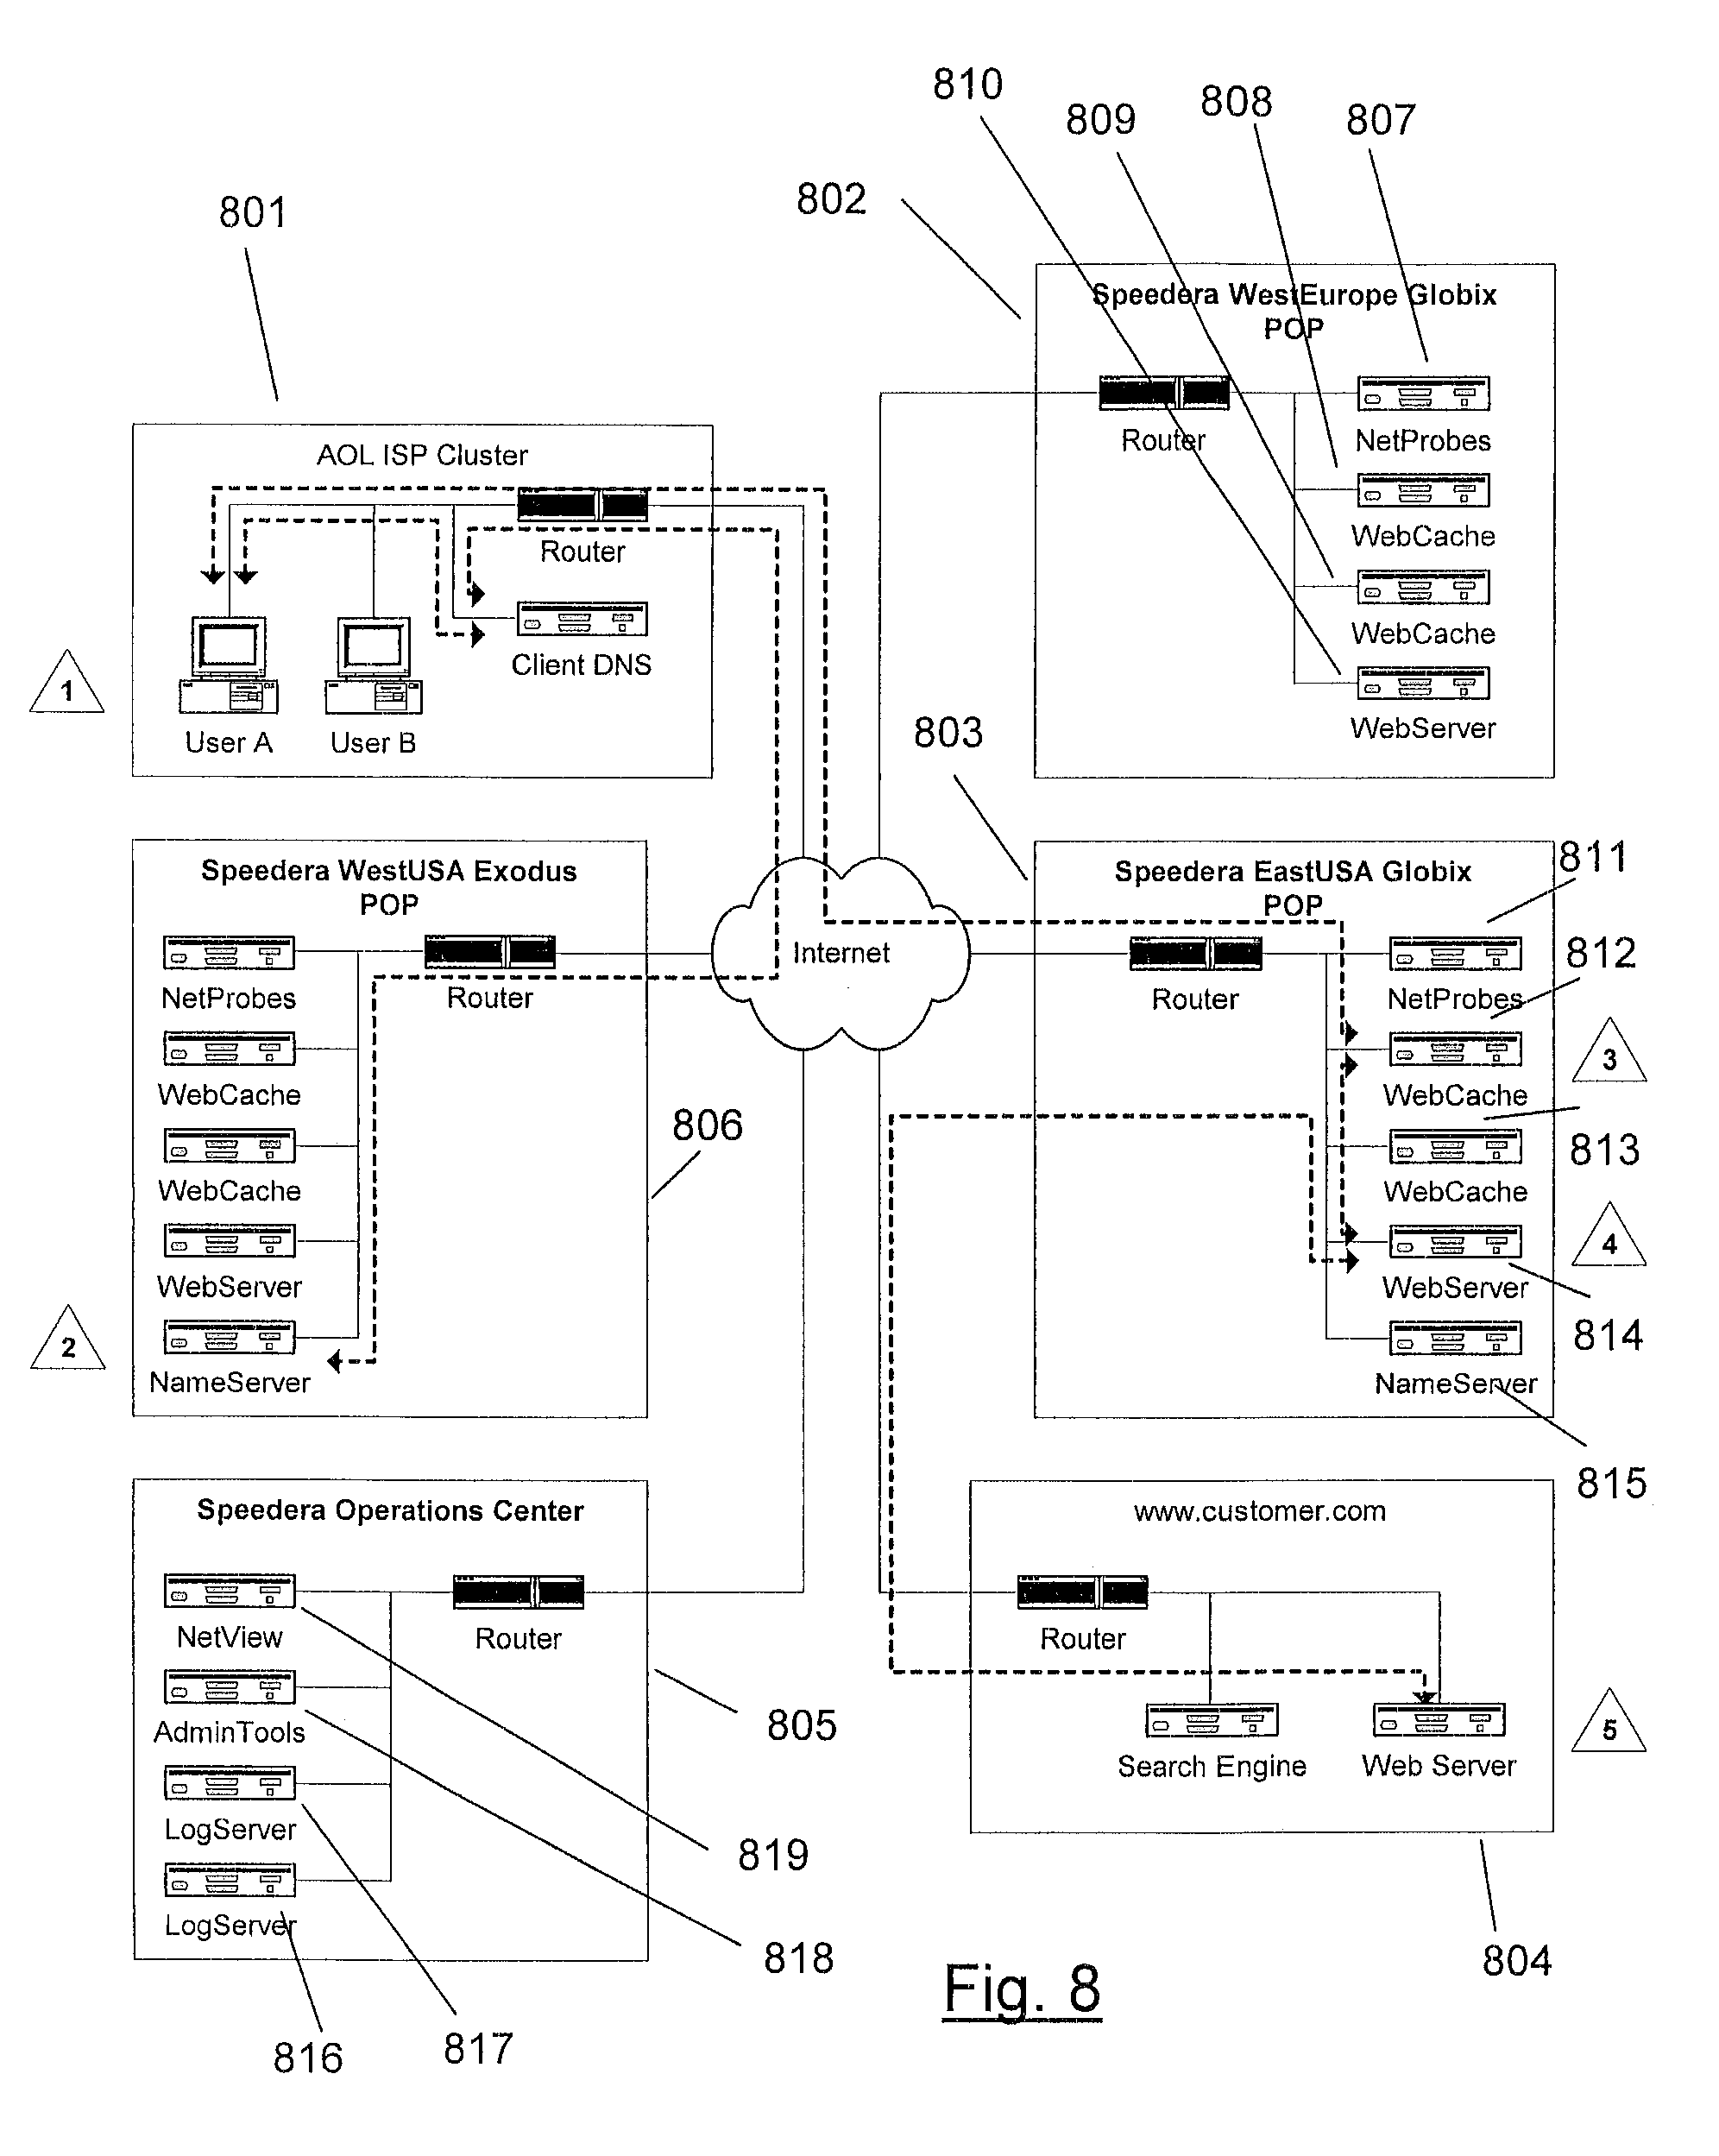 810
809
808
807
802
801
Speedera WestEurope Globix
POP
Router
NetProbes
WebCache
WebCache
WebServer
AOL ISP Cluster
Router
Client DNS
1
User A
User B
803
Speedera WestUSA Exodus
POP
NetProbes
Router
WebCache
WebCache
WebServer
2
NameServer
806
Internet
Speedera EastUSA Globix
POP
811
812
Router
NetProbes
3
WebCache
813
WebCache
4
WebServer
814
NameServer
815
Speedera Operations Center
NetView
Router
AdminTools
805
LogServer
819
LogServer
818
817
816
www.customer.com
Router
Search Engine
Web Server
5
804
Fig. 8